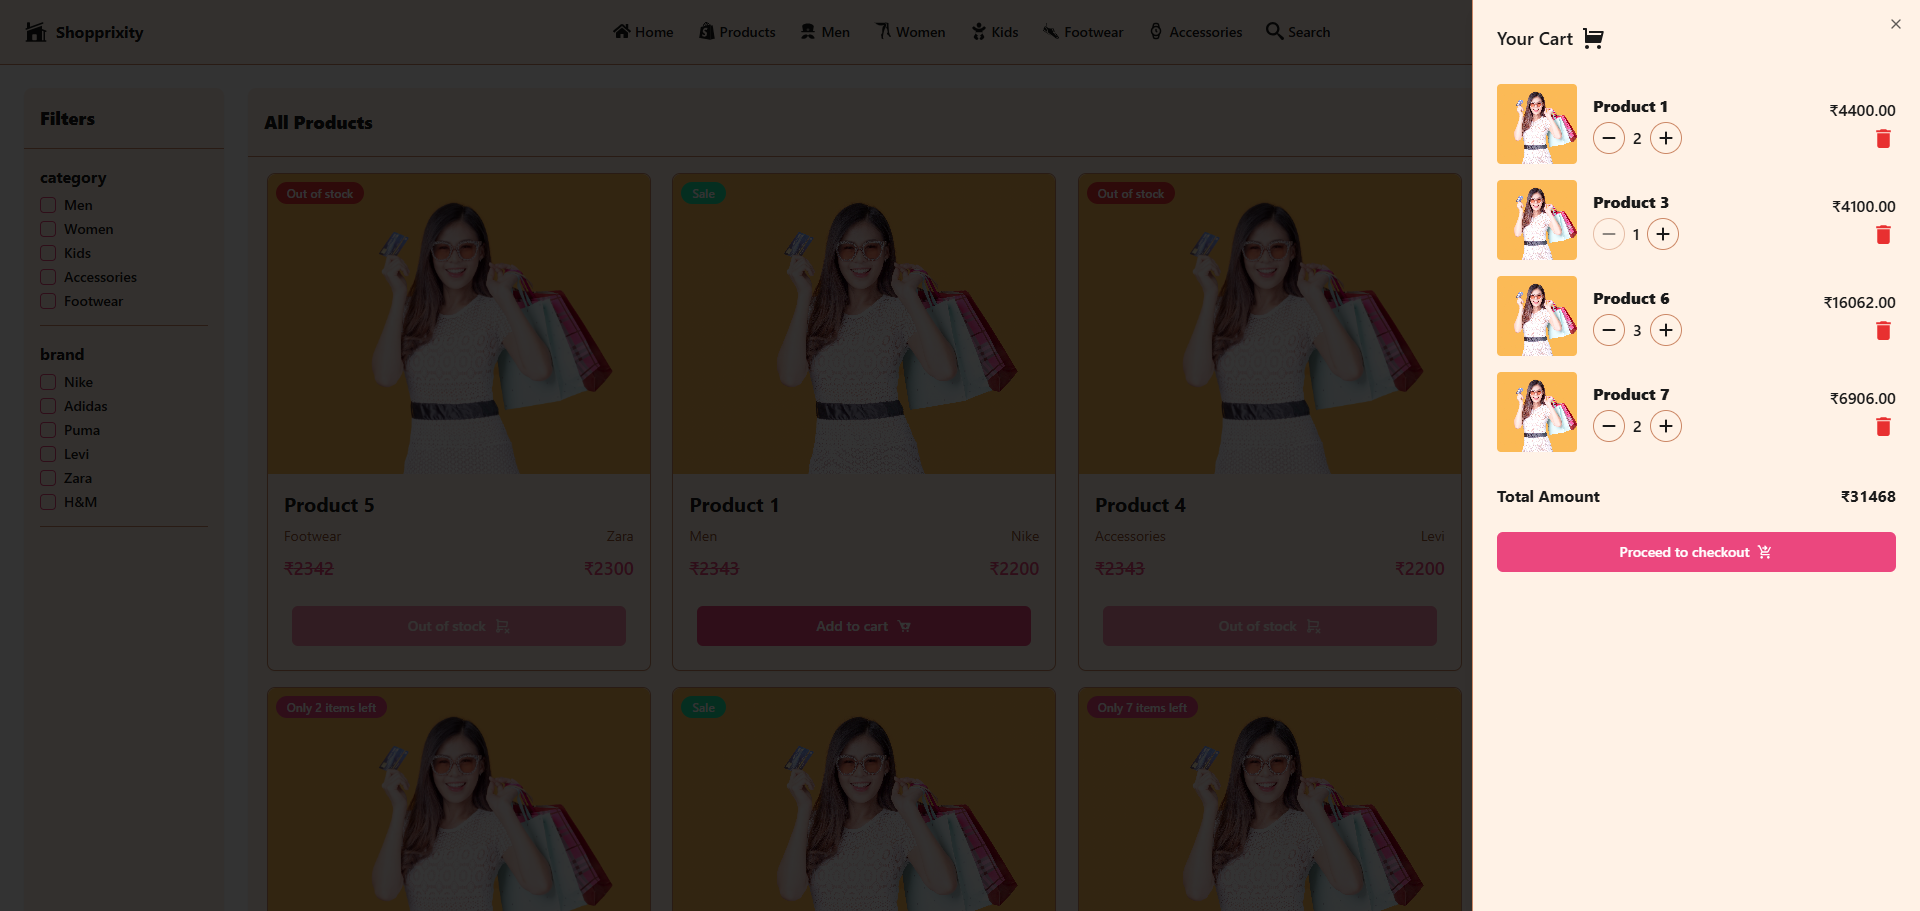 Shopprixity
Home Products Men Women Kids Footwear Accessories Search
Filters
category
Men
Women
Kids
Accessories
Footwear
brand
Nike
Adidas
Puma
Levi
Zara
H&M
All Products
Out of stock
Product 5
Footwear Zara
₹2342 ₹2300
Out of stock
Sale
Product 1
Men Nike
₹2343 ₹2200
Add to cart
Out of stock
Product 4
Accessories Levi
₹2343 ₹2200
Out of stock
Only 2 items left
Sale
Only 7 items left
Your Cart
Product 1
₹4400.00
2
Product 3
₹4100.00
1
Product 6
₹16062.00
3
Product 7
₹6906.00
2
Total Amount ₹31468
Proceed to checkout